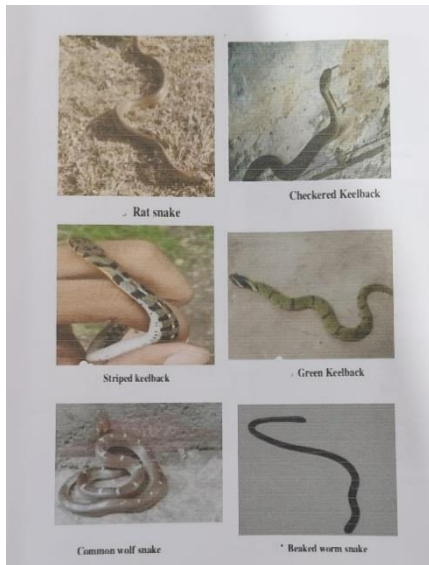 Rat snake
Checkered Keelback
Striped keelback
Green Keelback
Common wolf snake
Beaked worm snake